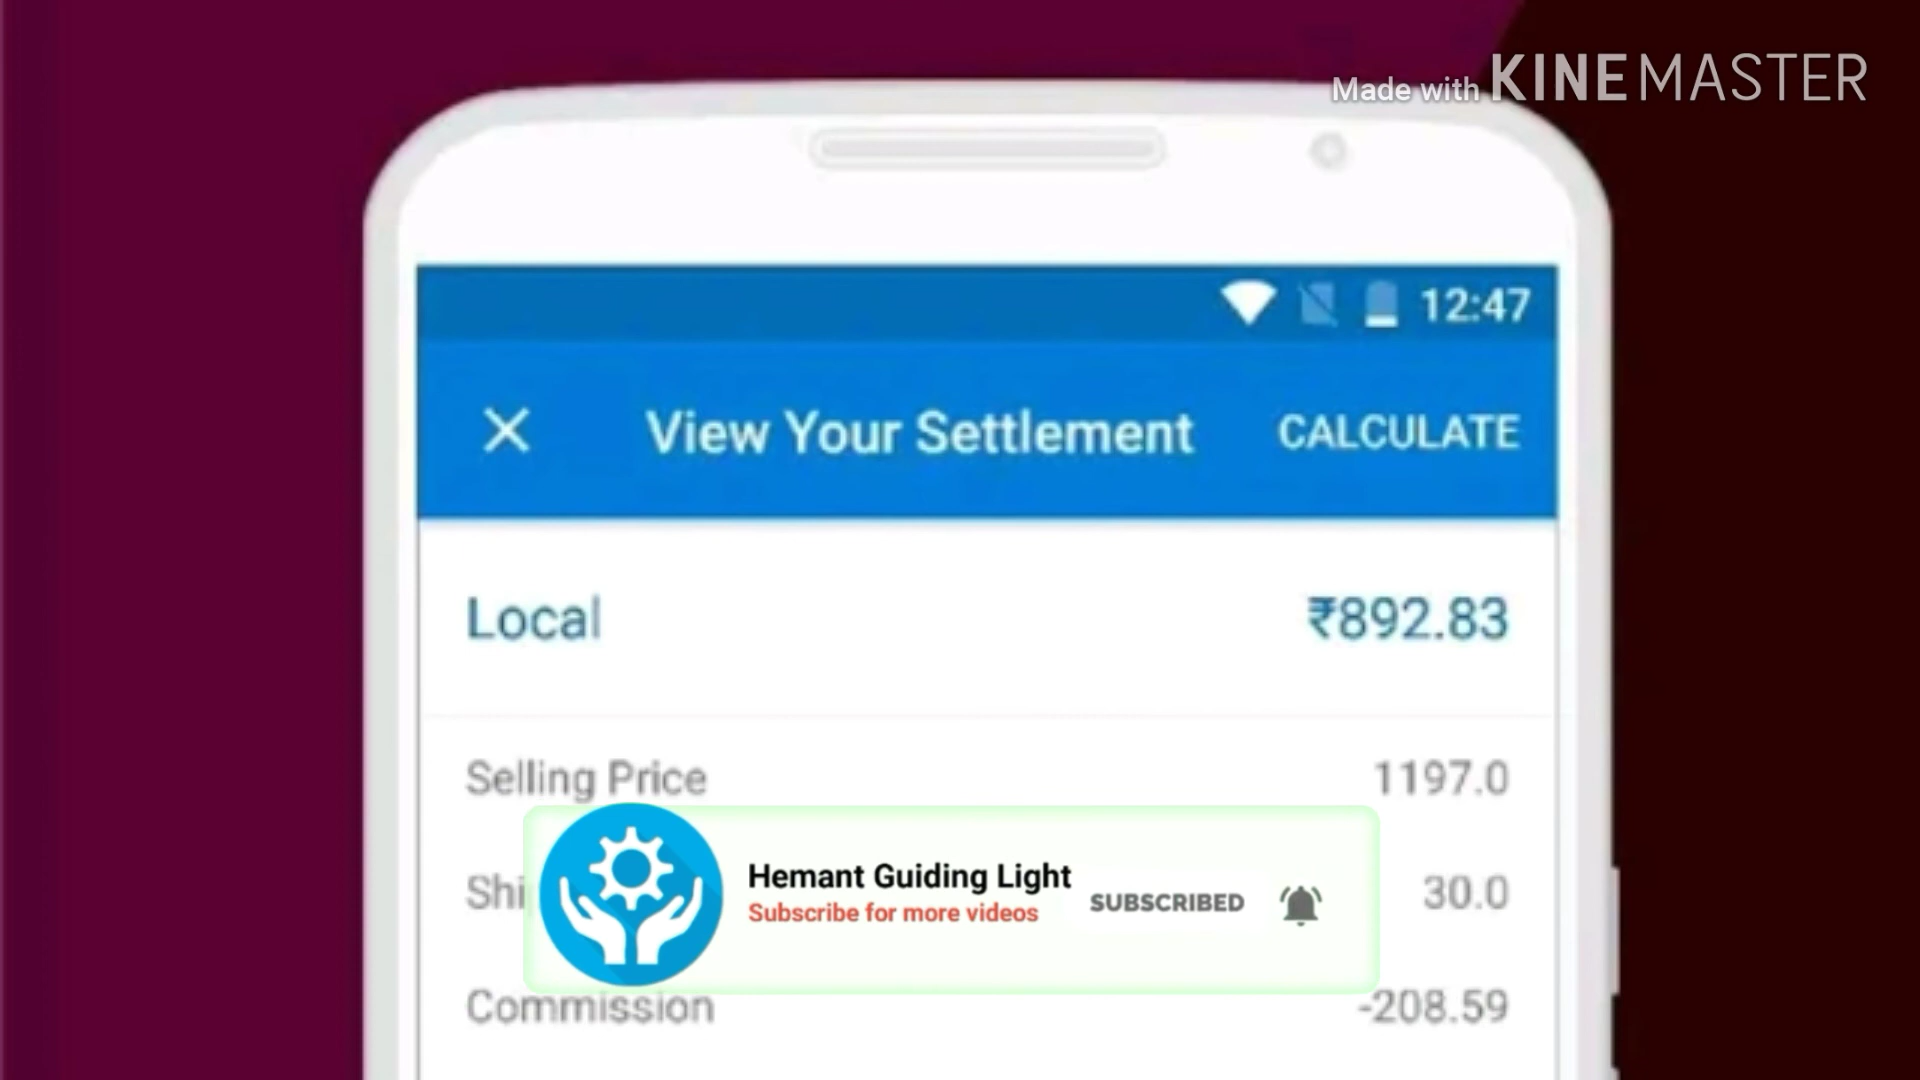 Made with KINEMASTER
12:47
View Your Settlement CALCULATE
Local ₹892.83
Selling Price 1197.0
Shi 30.0
Hemant Guiding Light
Subscribe for more videos
SUBSCRIBED
Commission -208.59